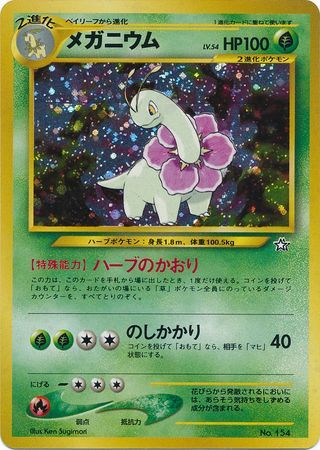 2進化
ベイリーフから進化
1進化カードに重ねて使います
メガニウム
LV.54 HP100
2進化ポケモン
ハーブポケモン：身長1.8m、体重100.5kg
【特殊能力】ハーブのかおり
この力は、このカードを手札から場に出したとき、1度だけ使える。コインを投げて
「おもて」なら、おたがいの場にいる「草」ポケモン全員にのっているダメージ
カウンターを、すべてとりのぞく。
のしかかり
コインを投げて「おもて」なら、相手を「マヒ」
状態にする。
40
にげる
弱点
抵抗力
花びらから発散されるにおいに
は、あらそう気持ちをしずめる
成分が含まれる。
Illus. Ken Sugimori
No. 154